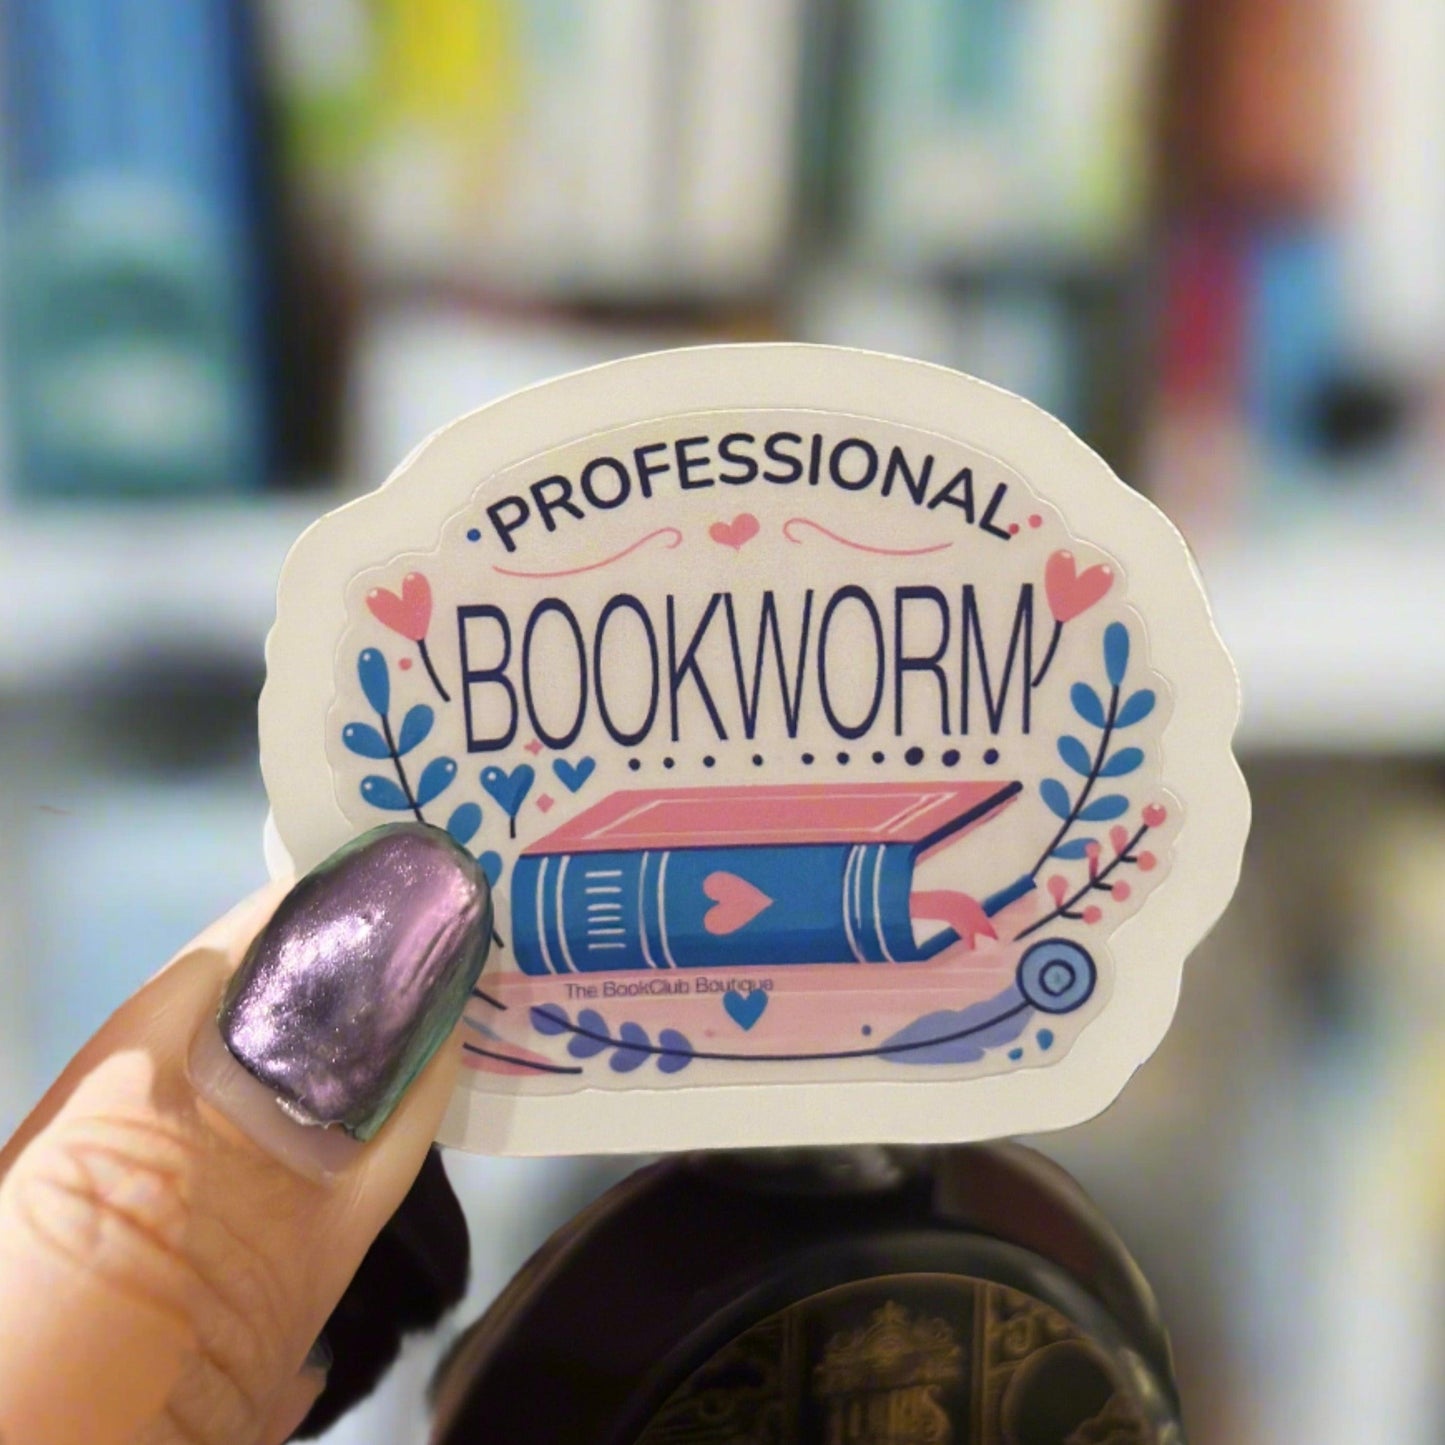 PROFESSIONAL
BOOKWORM
The BookClub Boutique